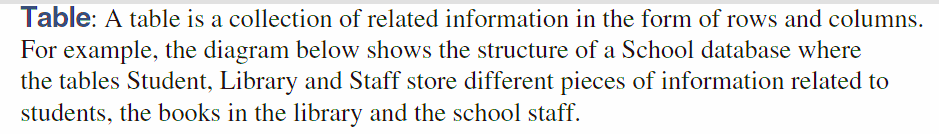 Table: A table is a collection of related information in the form of rows and columns.
For example, the diagram below shows the structure of a School database where
the tables Student, Library and Staff store different pieces of information related to
students, the books in the library and the school staff.